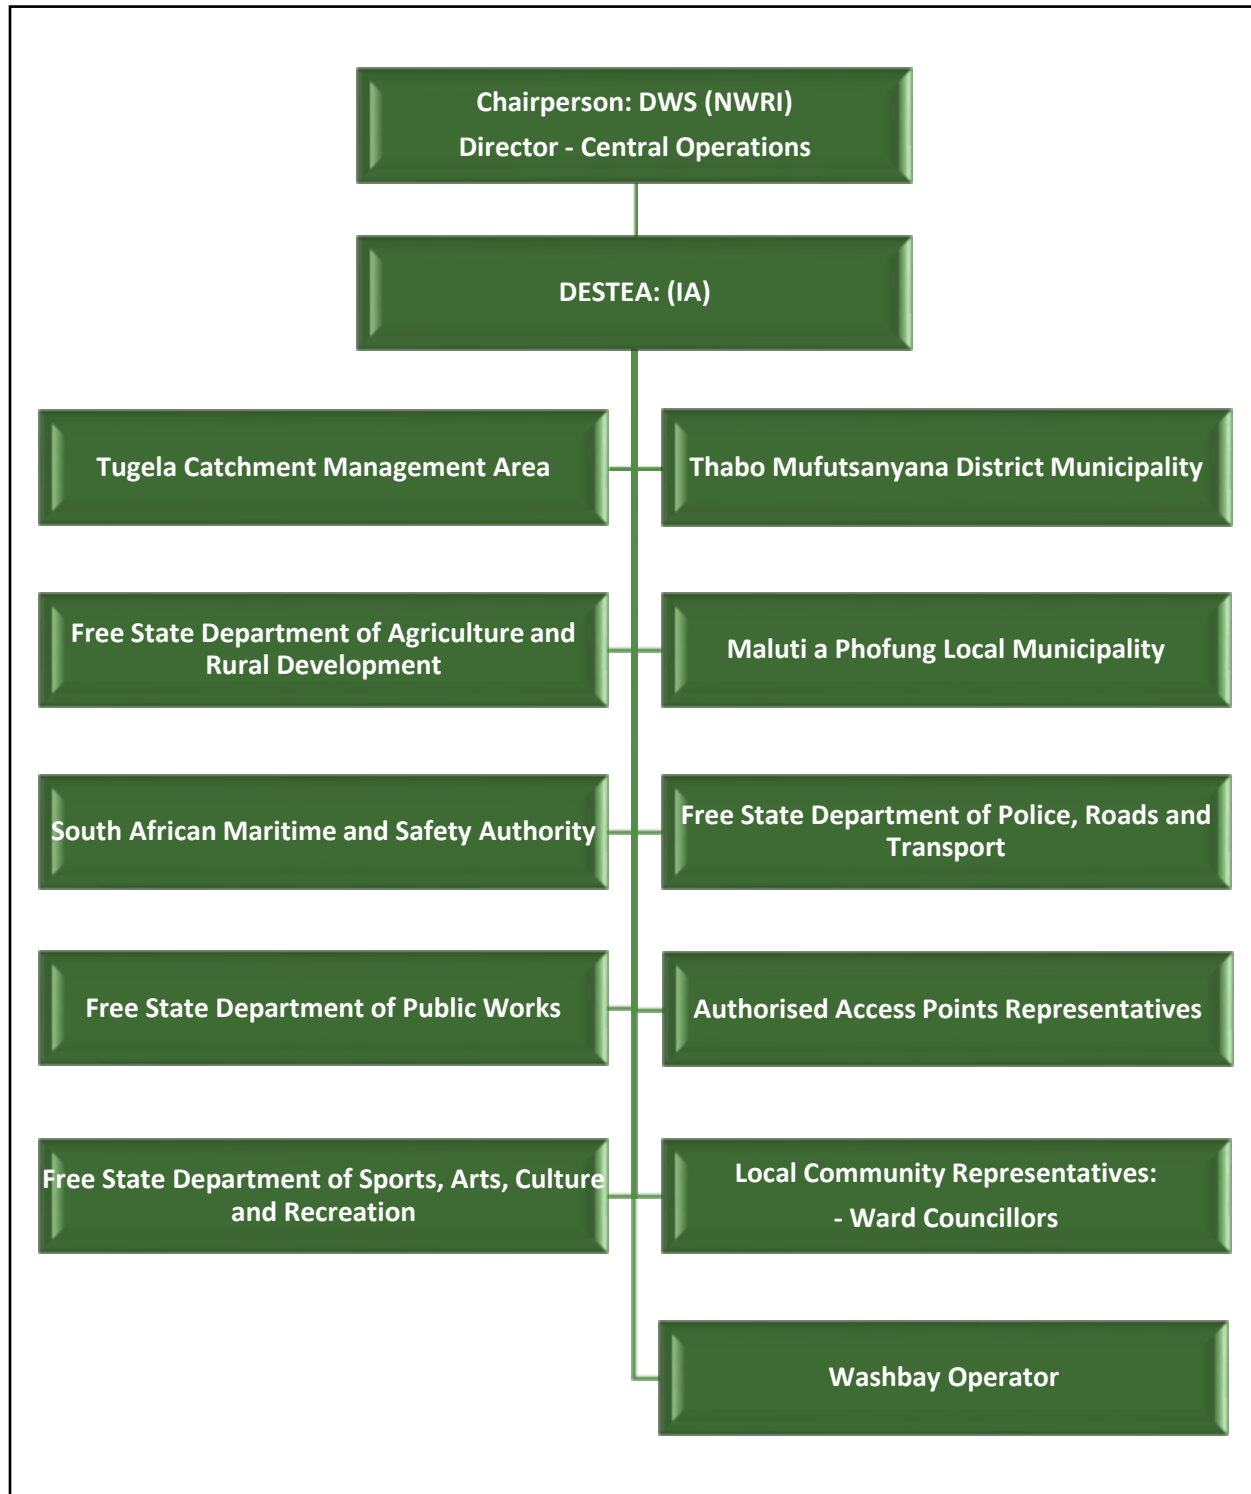 Chairperson: DWS (NWRI)
Director - Central Operations
DESTEA: (IA)
Tugela Catchment Management Area
Thabo Mufutsanyana District Municipality
Free State Department of Agriculture and
Rural Development
Maluti a Phofung Local Municipality
South African Maritime and Safety Authority
Free State Department of Police, Roads and
Transport
Free State Department of Public Works
Authorised Access Points Representatives
Free State Department of Sports, Arts, Culture
and Recreation
Local Community Representatives:
- Ward Councillors
Washbay Operator